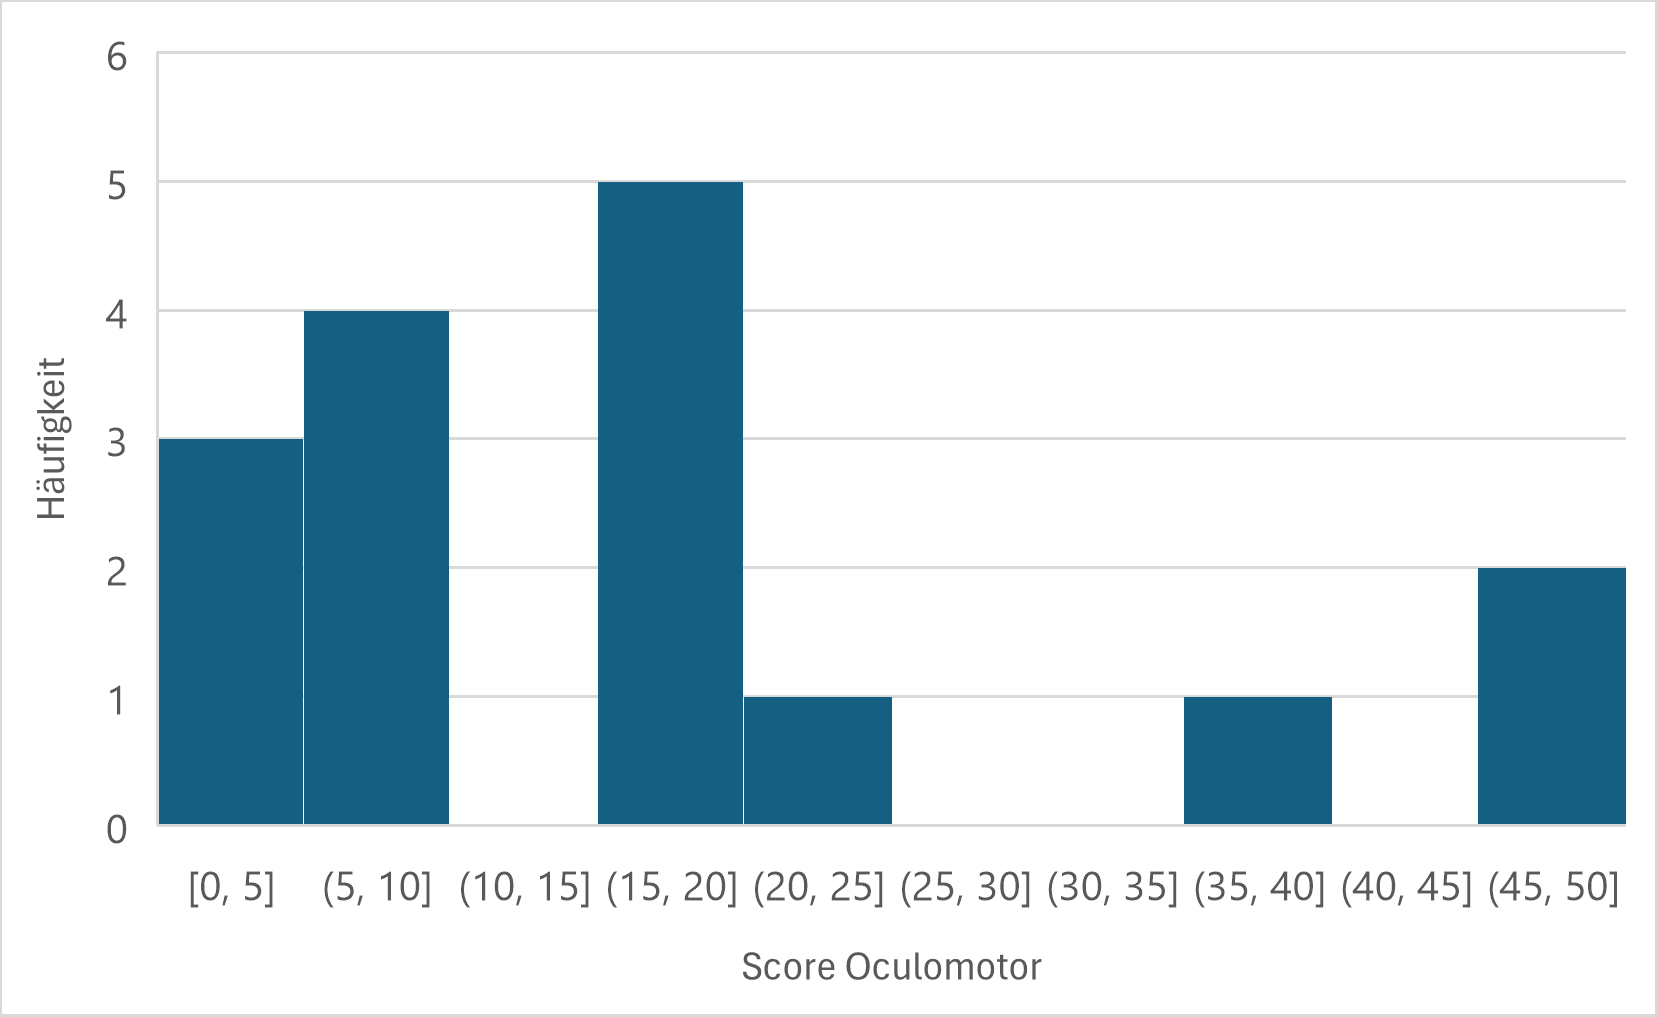 6
5
4
3
2
1
0
Häufigkeit
[0, 5] (5, 10] (10, 15] (15, 20] (20, 25] (25, 30] (30, 35] (35, 40] (40, 45] (45, 50]
Score Oculomotor